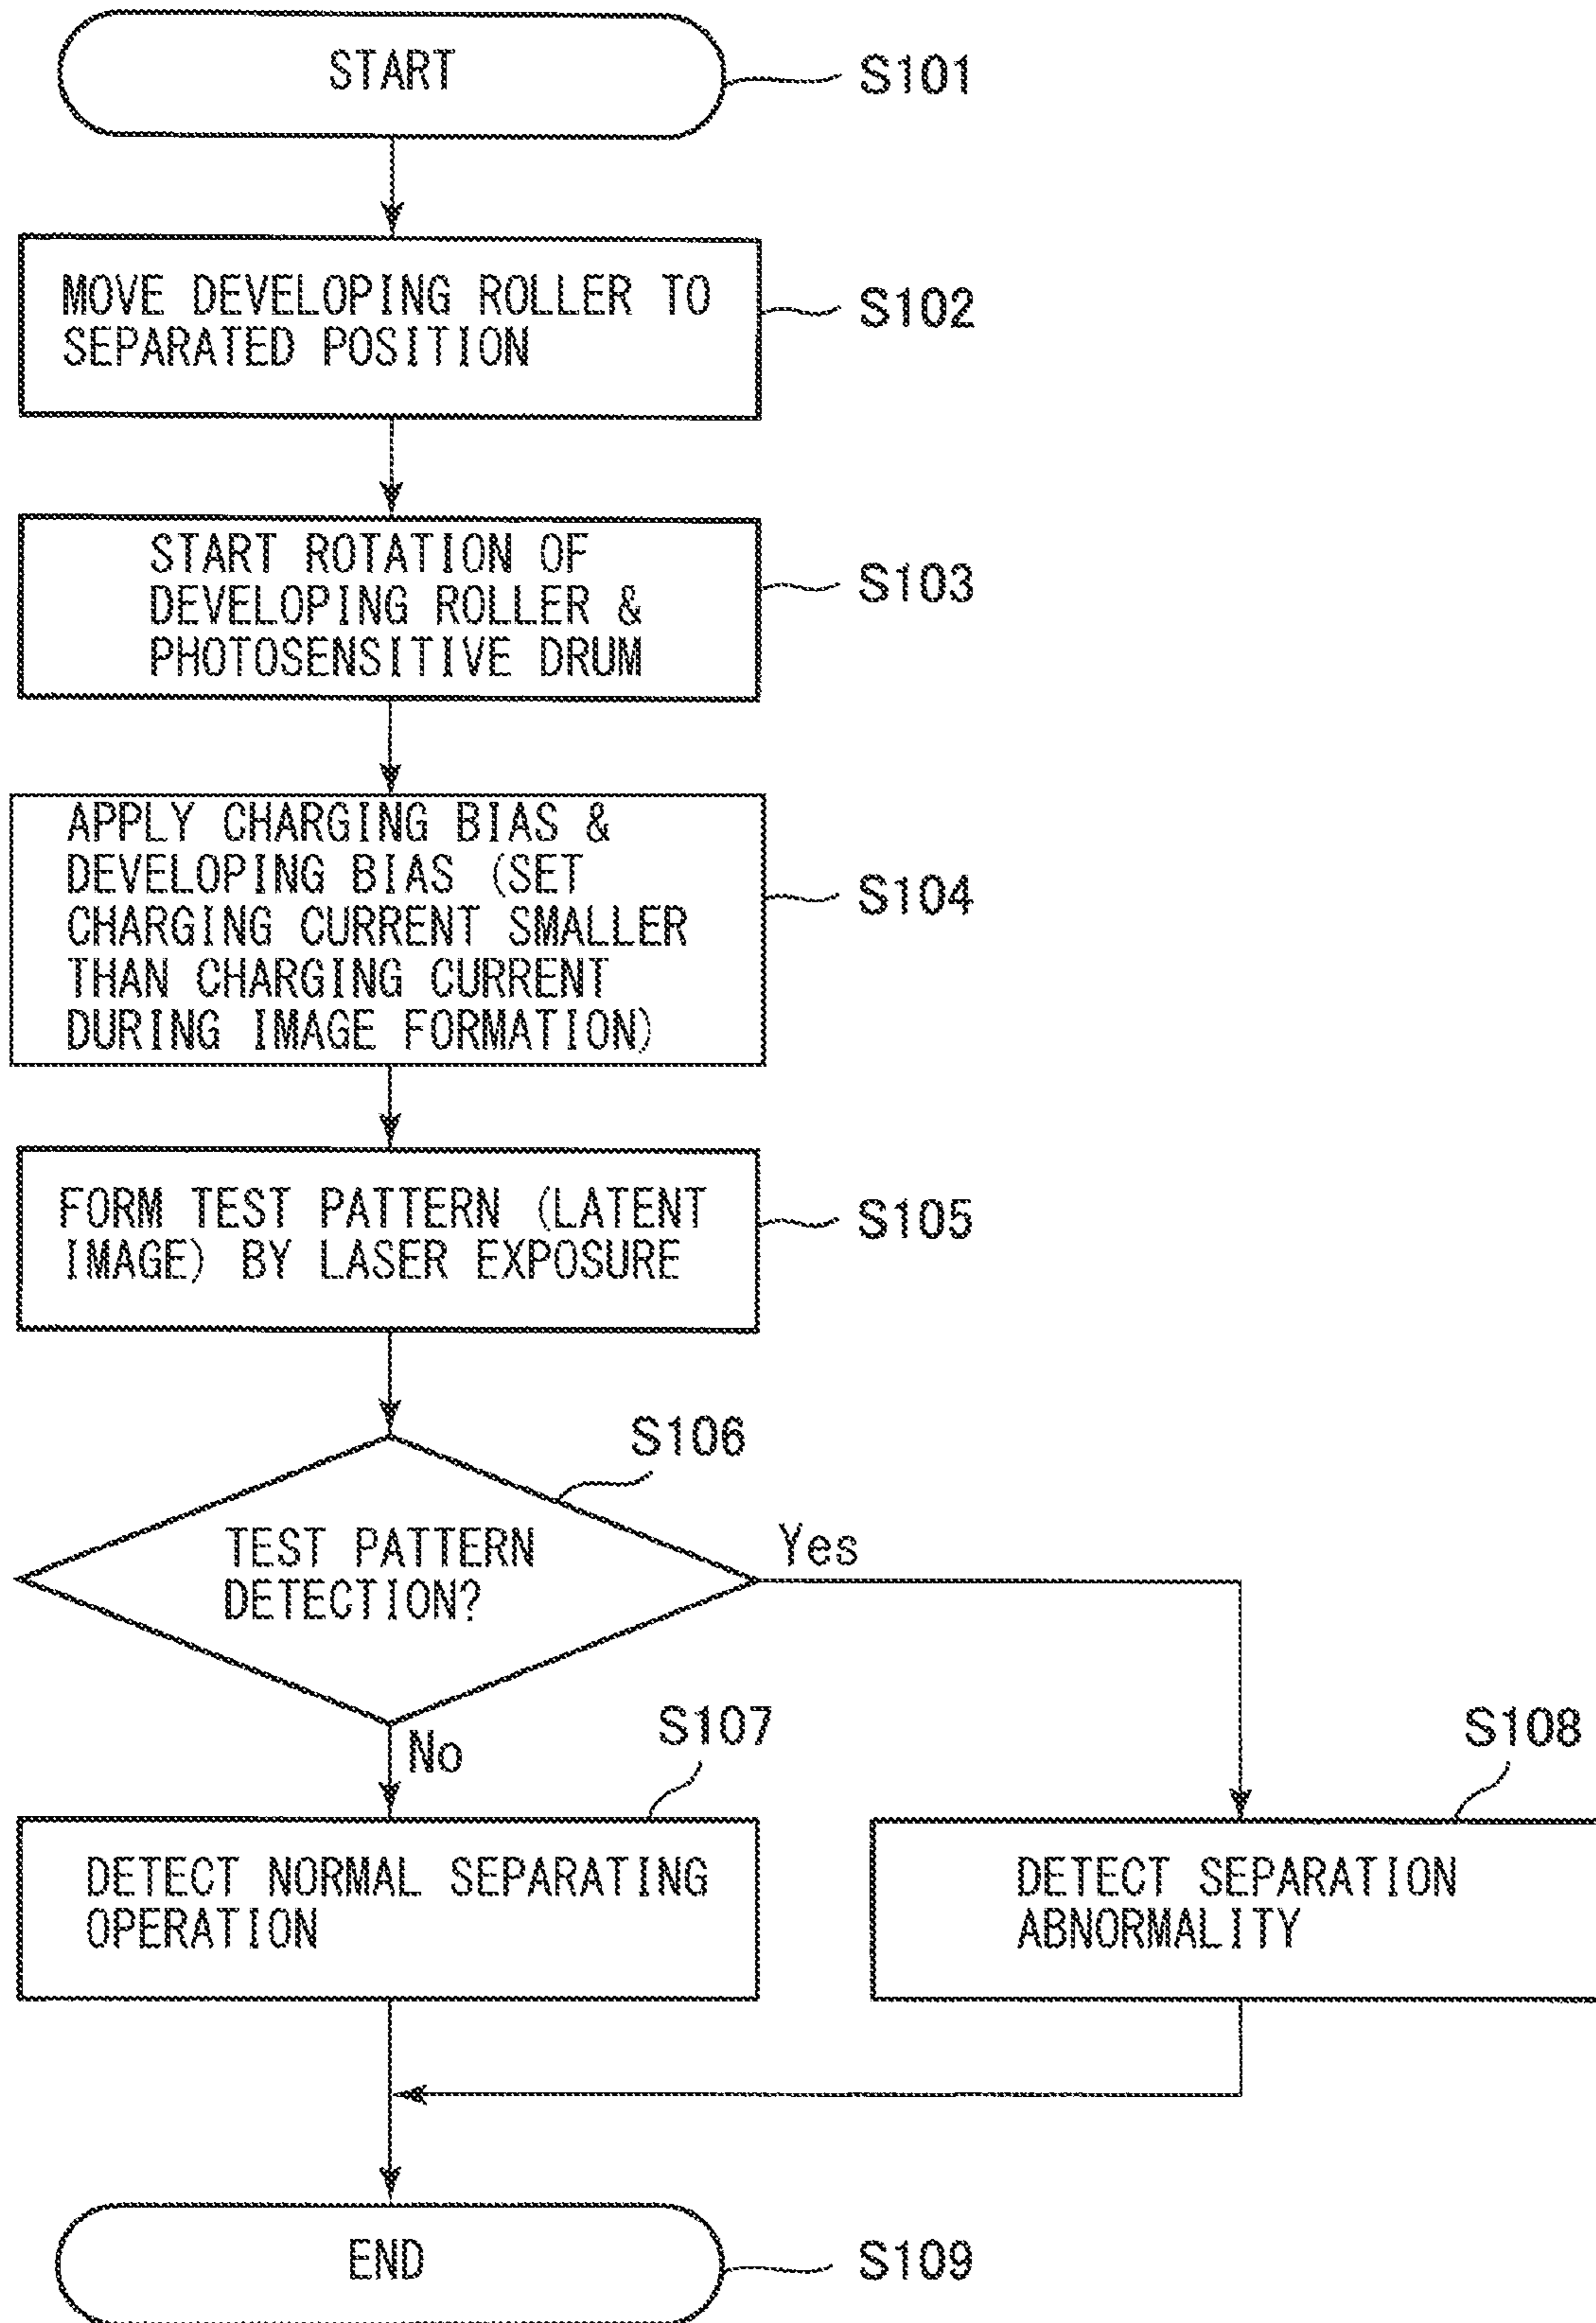 START
S101
MOVE DEVELOPING ROLLER TO
SEPARATED POSITION
S102
START ROTATION OF
DEVELOPING ROLLER &
PHOTOSENSITIVE DRUM
S103
APPLY CHARGING BIAS &
DEVELOPING BIAS (SET
CHARGING CURRENT SMALLER
THAN CHARGING CURRENT
DURING IMAGE FORMATION)
S104
FORM TEST PATTERN (LATENT
IMAGE) BY LASER EXPOSURE
S105
S106
TEST PATTERN
DETECTION?
Yes
No
S107
S108
DETECT NORMAL SEPARATING
OPERATION
DETECT SEPARATION
ABNORMALITY
END
S109